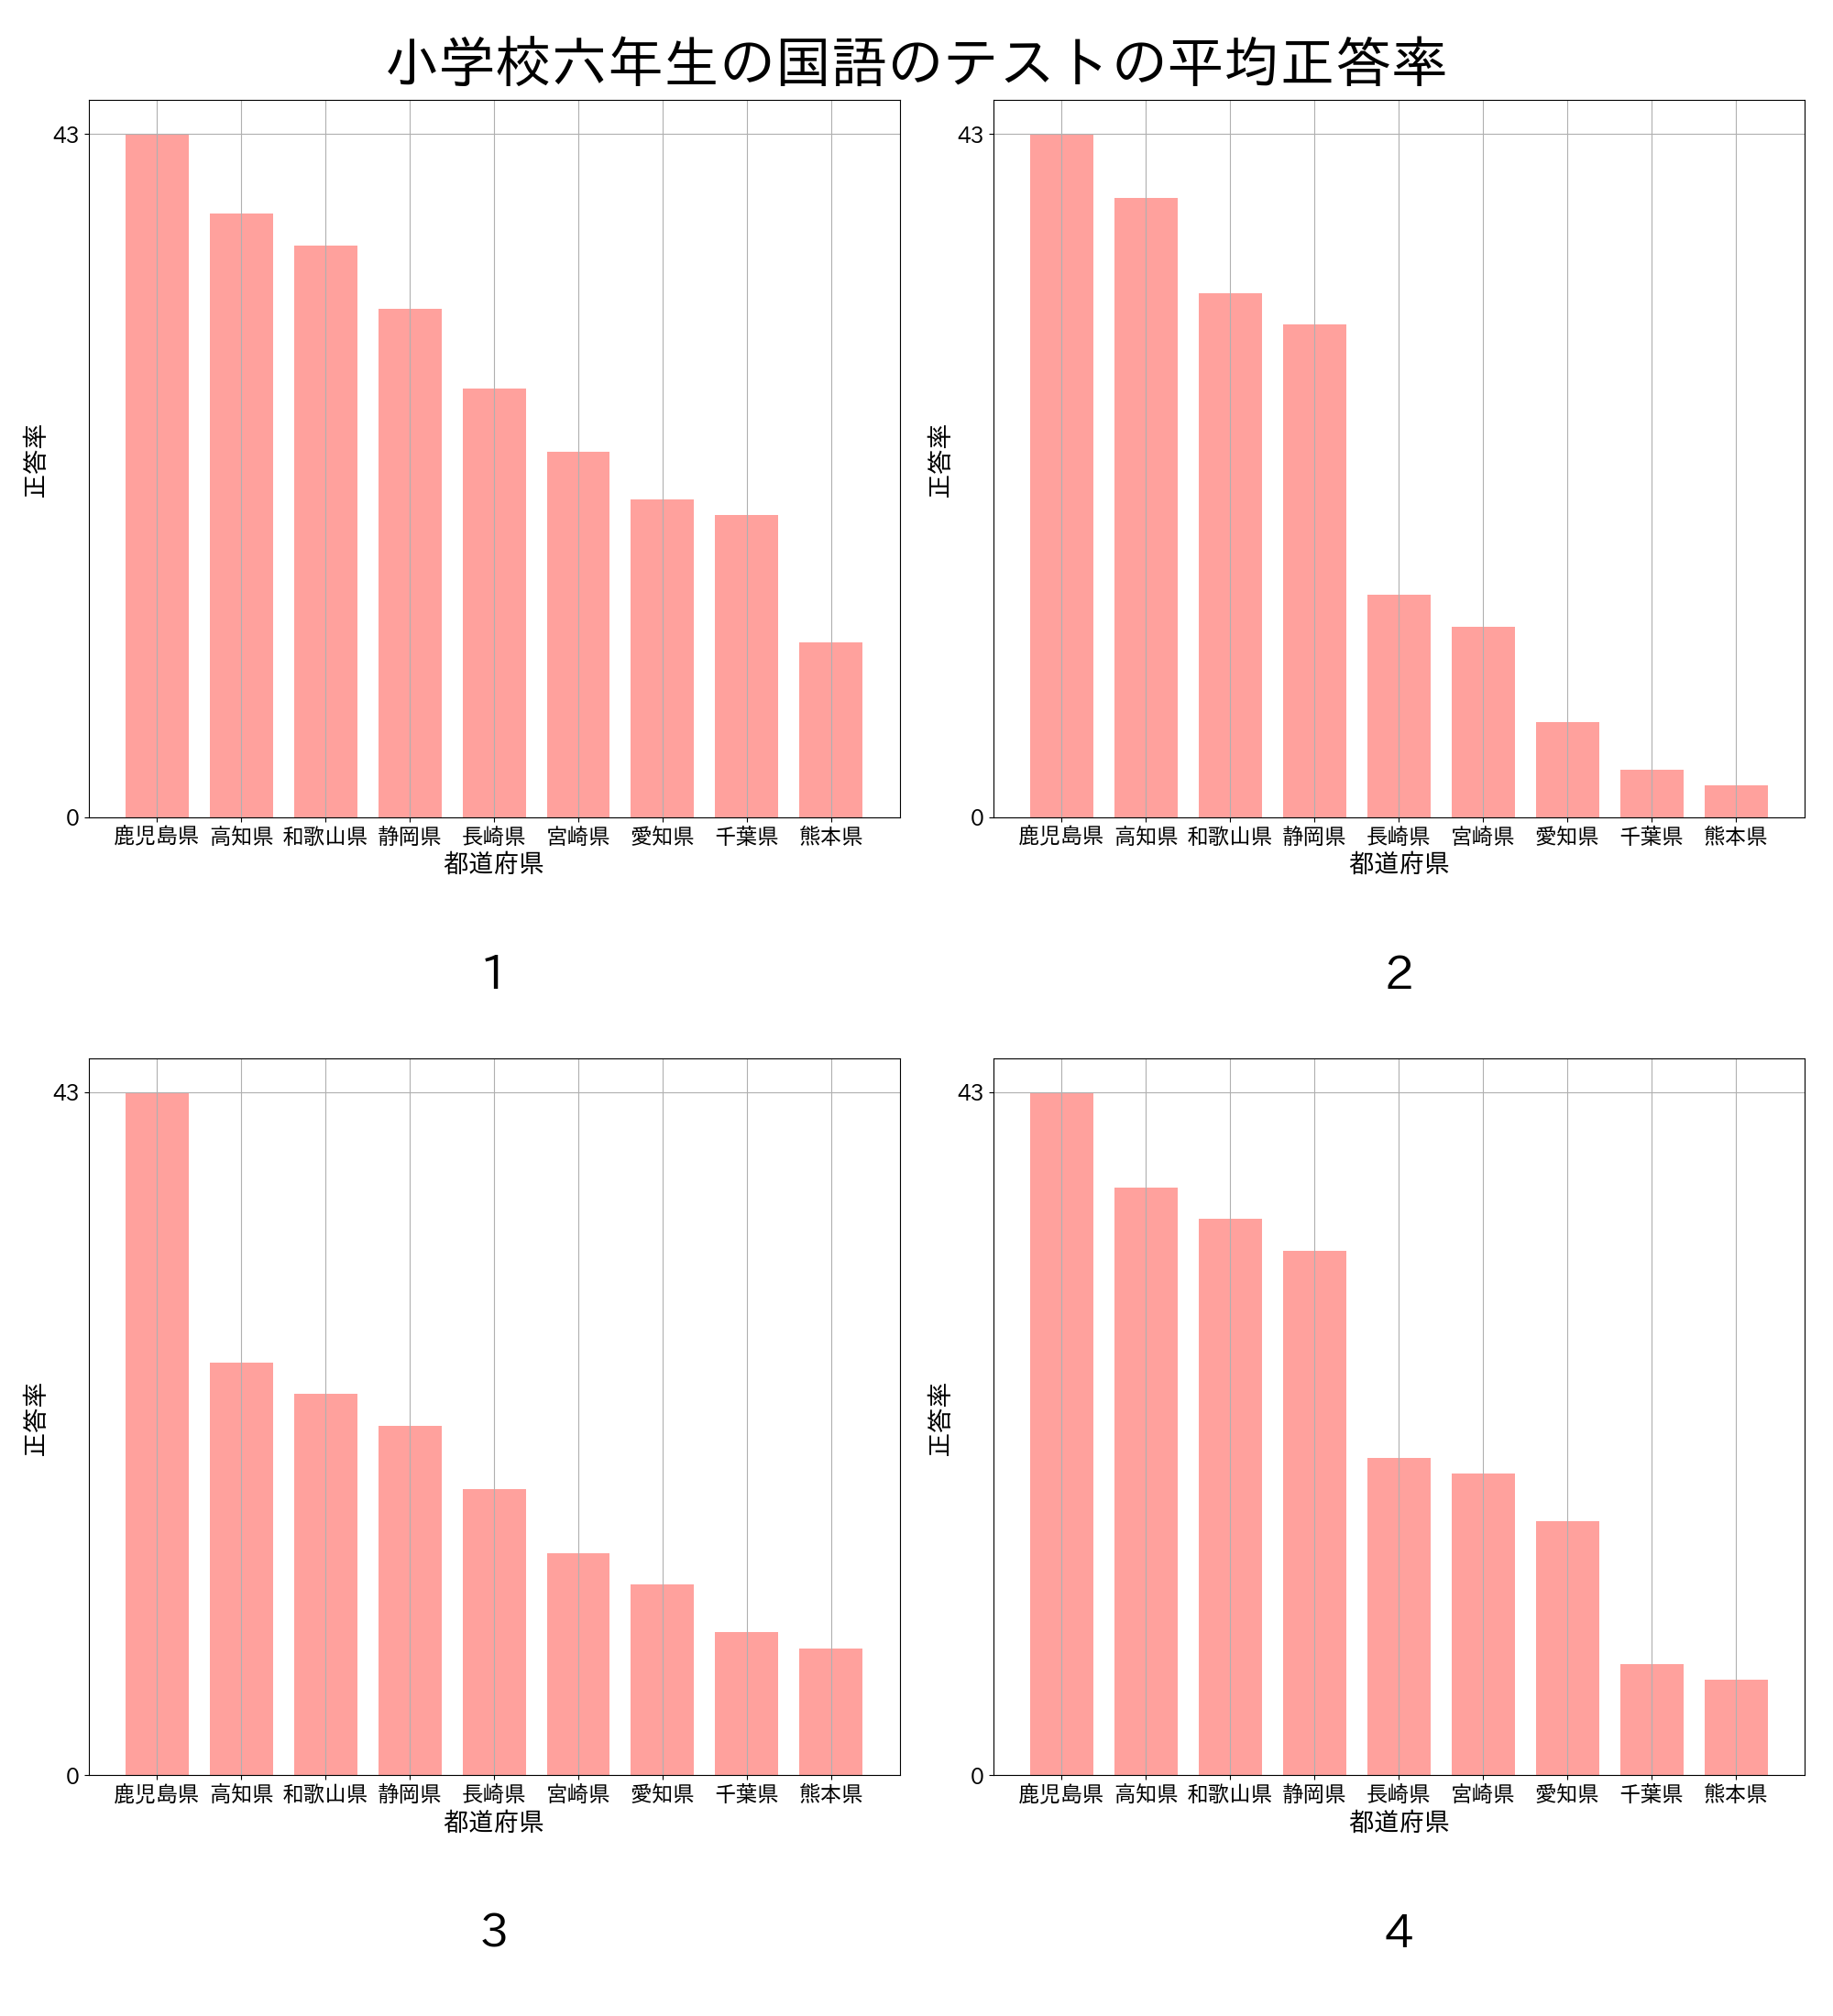 小学校六年生の国語のテストの平均正答率
43
0
正答率
鹿児島県 高知県 和歌山県 静岡県 長崎県 宮崎県 愛知県 千葉県 熊本県
都道府県
1
43
0
正答率
鹿児島県 高知県 和歌山県 静岡県 長崎県 宮崎県 愛知県 千葉県 熊本県
都道府県
2
43
0
正答率
鹿児島県 高知県 和歌山県 静岡県 長崎県 宮崎県 愛知県 千葉県 熊本県
都道府県
3
43
0
正答率
鹿児島県 高知県 和歌山県 静岡県 長崎県 宮崎県 愛知県 千葉県 熊本県
都道府県
4